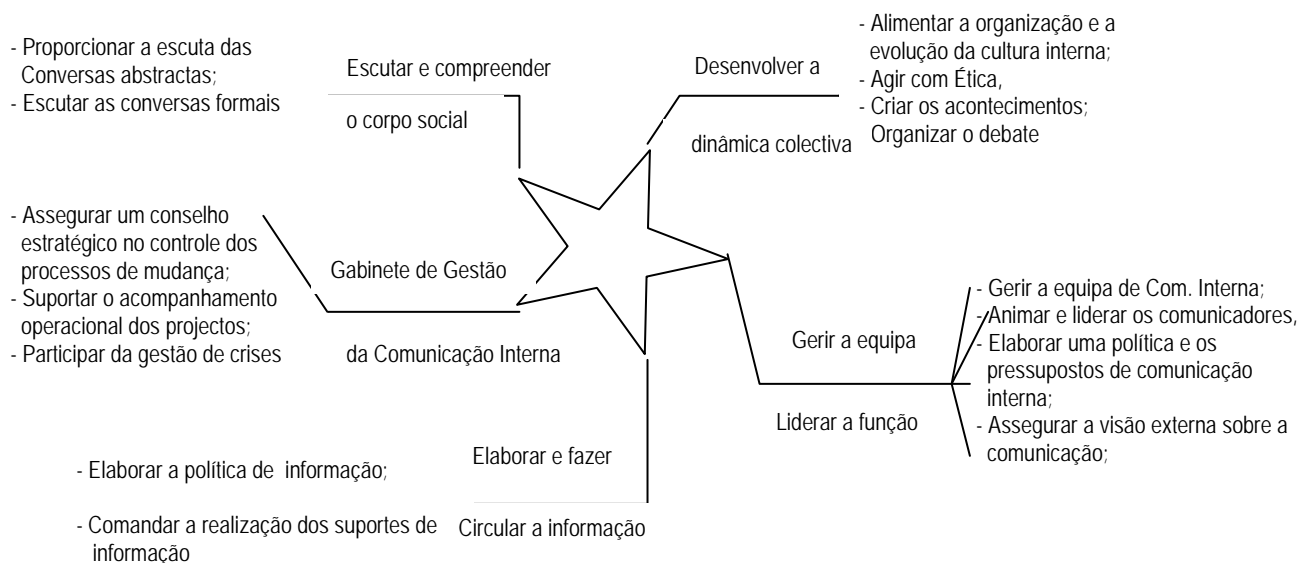 - Proporcionar a escuta das
Conversas abstractas;
- Escutar as conversas formais
Escutar e compreender
o corpo social
Desenvolver a
dinâmica colectiva
- Alimentar a organização e a
evolução da cultura interna;
- Agir com Ética,
- Criar os acontecimentos;
Organizar o debate
- Assegurar um conselho
estratégico no controle dos
processos de mudança;
- Suportar o acompanhamento
operacional dos projectos;
- Participar da gestão de crises
Gabinete de Gestão
da Comunicação Interna
Gerir a equipa
Liderar a função
- Gerir a equipa de Com. Interna;
- Animar e liderar os comunicadores,
- Elaborar uma política e os
pressupostos de comunicação
interna;
- Assegurar a visão externa sobre a
comunicação;
- Elaborar a política de informação;
- Comandar a realização dos suportes de
informação
Elaborar e fazer
Circular a informação